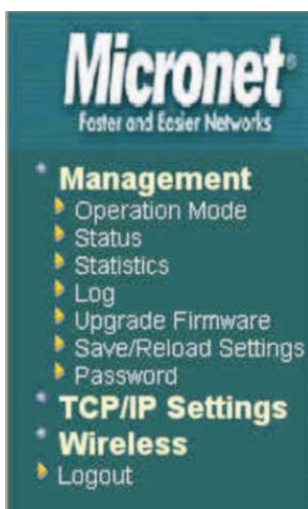 Micronet®
Faster and Easier Networks
Management
Operation Mode
Status
Statistics
Log
Upgrade Firmware
Save/Reload Settings
Password
TCP/IP Settings
Wireless
Logout